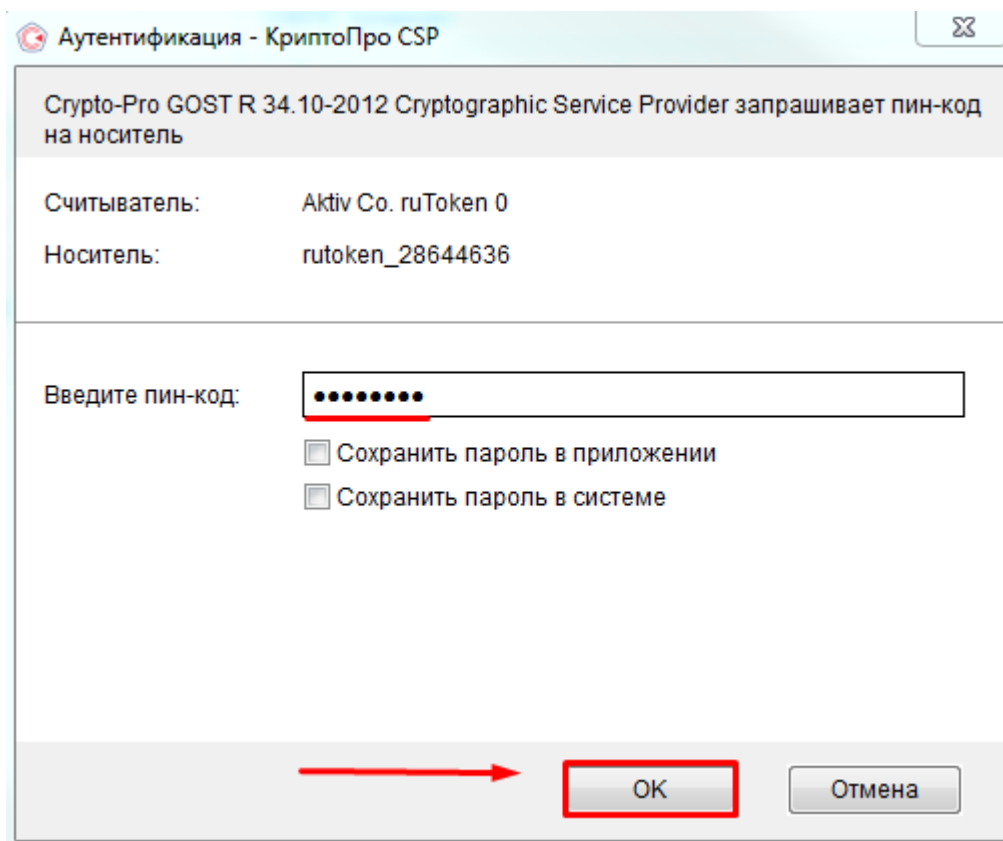 Аутентификация - КриптоПро CSP
Crypto-Pro GOST R 34.10-2012 Cryptographic Service Provider запрашивает пин-код
на носитель
Считыватель: Aktiv Co. ruToken 0
Носитель: rutoken_28644636
Введите пин-код: ●●●●●●●●
Сохранить пароль в приложении
Сохранить пароль в системе
OK Отмена